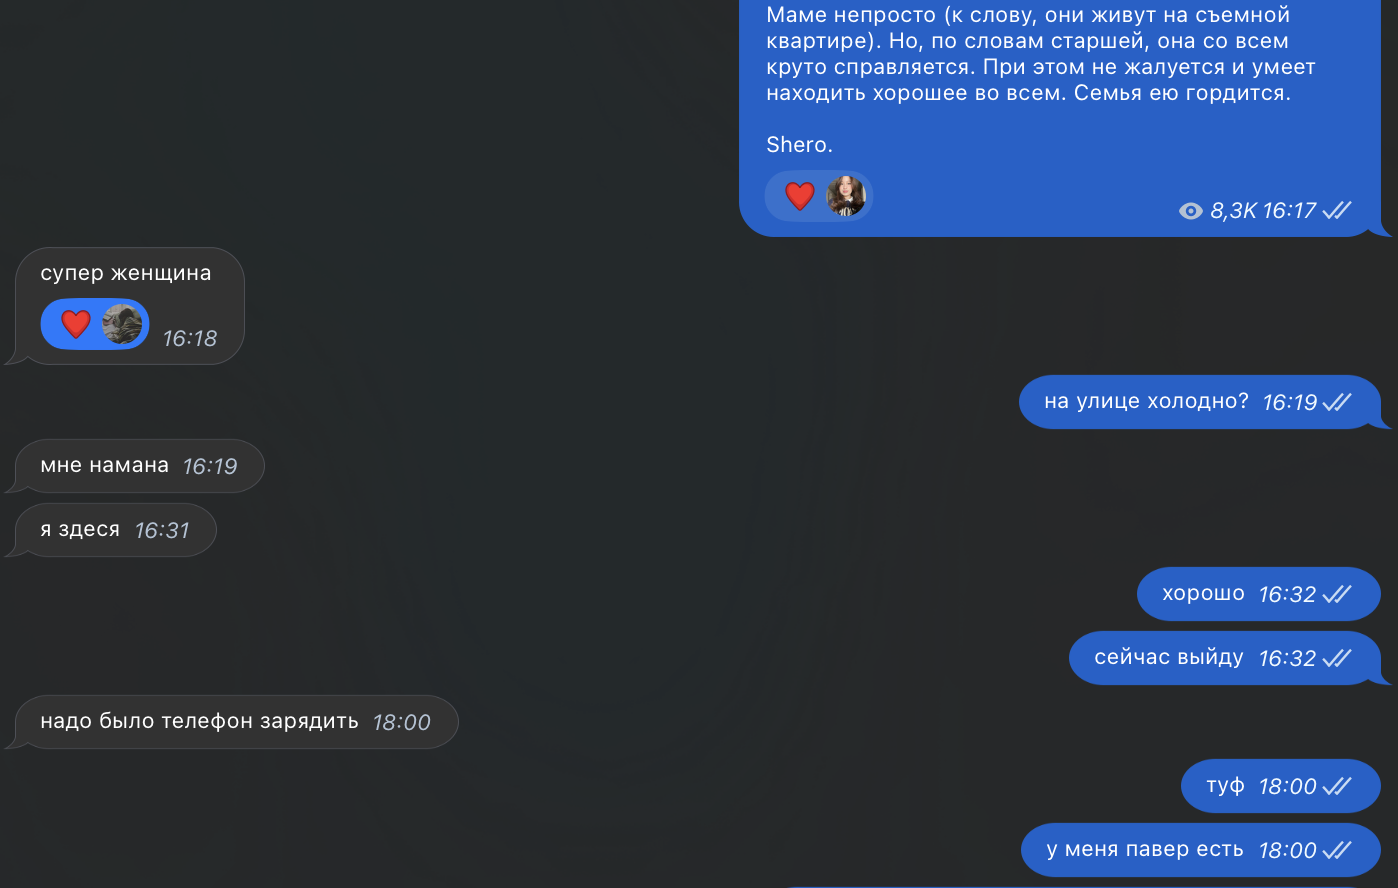 Маме непросто (к слову, они живут на съемной
квартире). Но, по словам старшей, она со всем
круто справляется. При этом не жалуется и умеет
находить хорошее во всем. Семья ею гордится.
Shero.
8,3K 16:17
супер женщина
16:18
на улице холодно? 16:19
мне намана 16:19
я здеся 16:31
хорошо 16:32
сейчас выйду 16:32
надо было телефон зарядить 18:00
туф 18:00
у меня павер есть 18:00